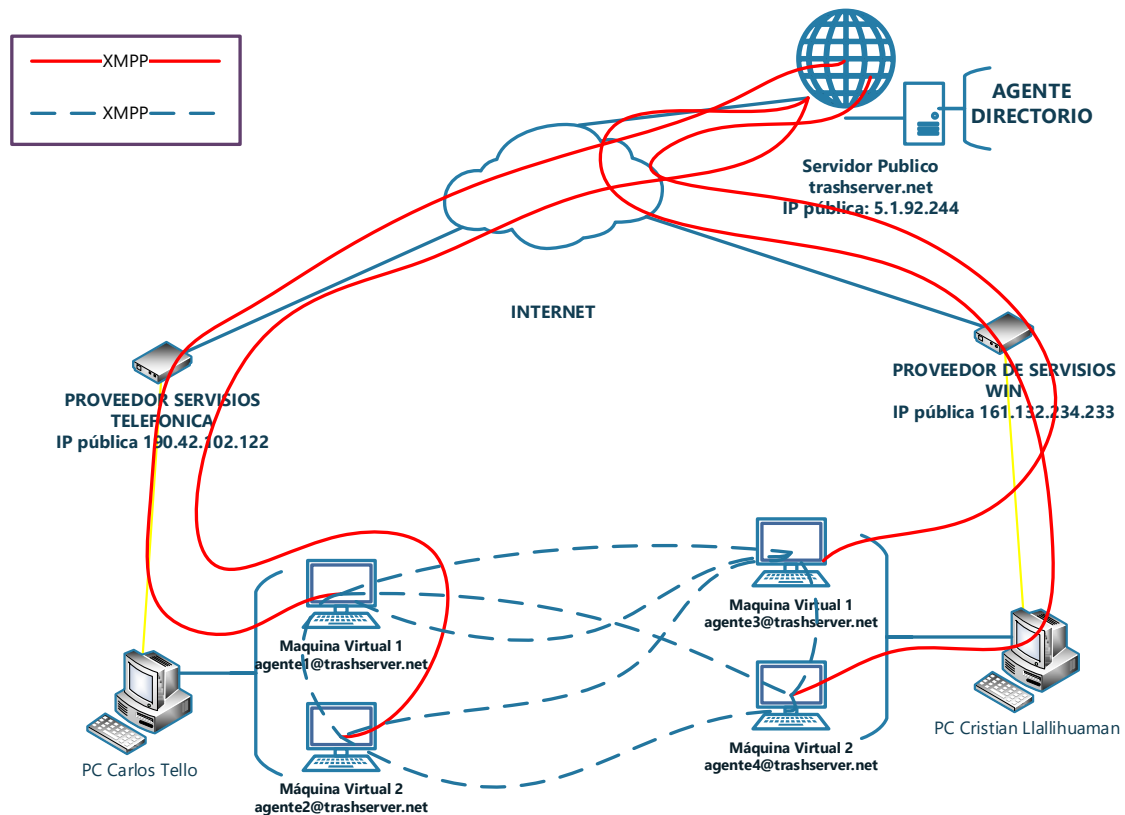 XMPP
XMPP
AGENTE
DIRECTORIO
Servidor Publico
trashserver.net
IP pública: 5.1.92.244
INTERNET
PROVEEDOR SERVISIOS
TELEFONICA
IP pública 190.42.102.122
PROVEEDOR DE SERVISIOS
WIN
IP pública 161.132.234.233
Maquina Virtual 1
agente1@trashserver.net
Maquina Virtual 1
agente3@trashserver.net
PC Carlos Tello
Máquina Virtual 2
agente2@trashserver.net
Máquina Virtual 2
agente4@trashserver.net
PC Cristian Llallihuaman